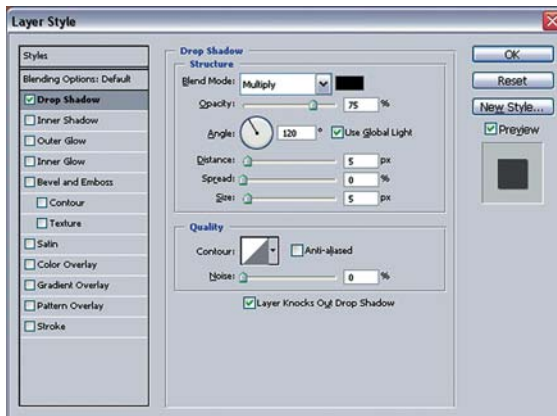 Layer Style
Styles
Blending Options: Default
Drop Shadow
Inner Shadow
Outer Glow
Inner Glow
Bevel and Emboss
Contour
Texture
Satin
Color Overlay
Gradient Overlay
Pattern Overlay
Stroke
Drop Shadow
Structure
Blend Mode: Multiply
Opacity: 75 %
Angle: 120 ° Use Global Light
Distance: 5 px
Spread: 0 %
Size: 5 px
Quality
Contour: Anti-aliased
Noise: 0 %
Layer Knocks Out Drop Shadow
OK
Reset
New Style...
Preview